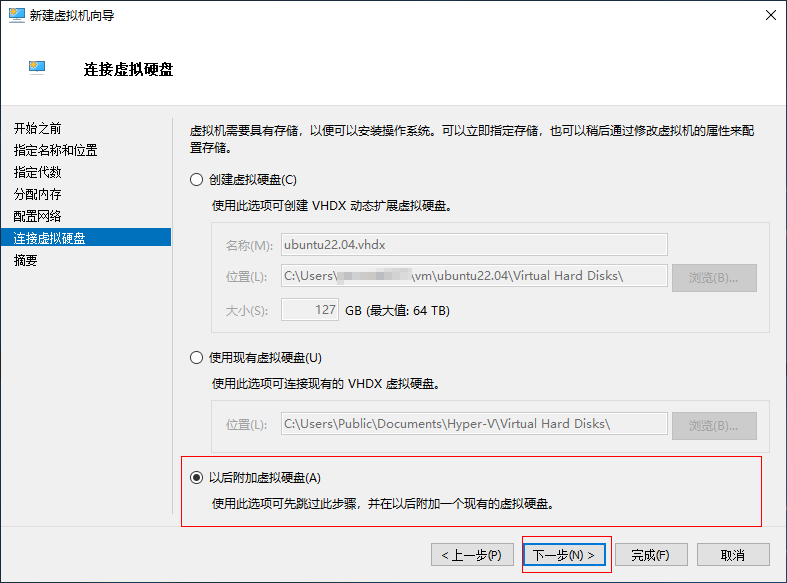 新建虚拟机向导
连接虚拟硬盘
开始之前
指定名称和位置
指定代数
分配内存
配置网络
连接虚拟硬盘
摘要
虚拟机需要具有存储，以便可以安装操作系统。可以立即指定存储，也可以稍后通过修改虚拟机的属性来配
置存储。
创建虚拟硬盘(C)
使用此选项可创建 VHDX 动态扩展虚拟硬盘。
名称(M): ubuntu22.04.vhdx
位置(L): C:\Users\ \vm\ubuntu22.04\Virtual Hard Disks\ 浏览(B)...
大小(S): 127 GB (最大值: 64 TB)
使用现有虚拟硬盘(U)
使用此选项可连接现有的 VHDX 虚拟硬盘。
位置(L): C:\Users\Public\Documents\Hyper-V\Virtual Hard Disks\ 浏览(B)...
以后附加虚拟硬盘(A)
使用此选项可先跳过此步骤，并在以后附加一个现有的虚拟硬盘。
< 上一步(P) 下一步(N) > 完成(F) 取消